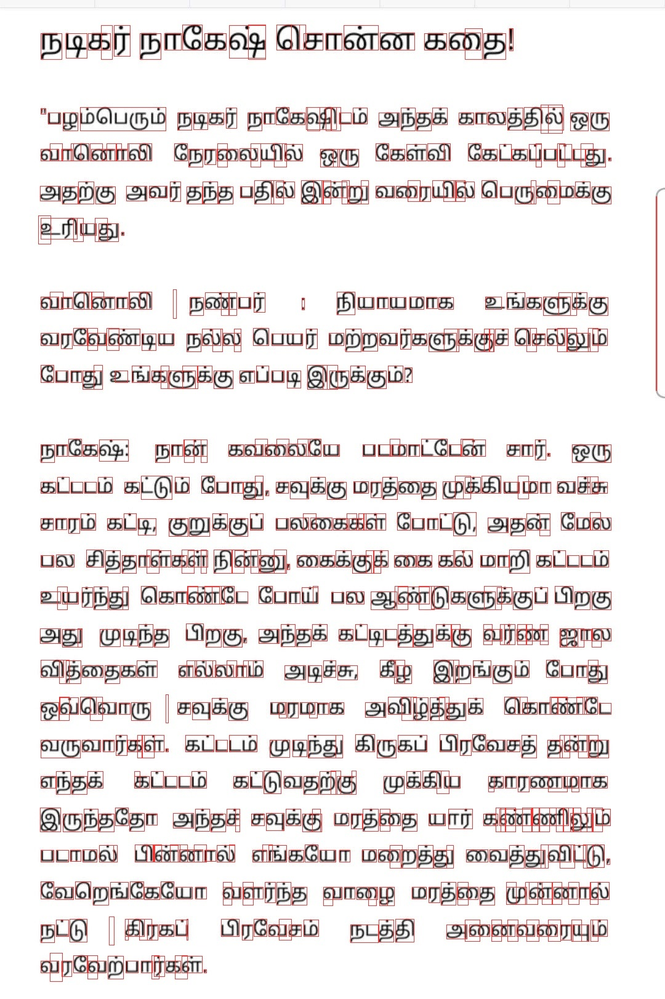 நடிகர் நாகேஷ் சொன்ன கதை!
"பழம்பெரும் நடிகர் நாகேஷிடம் அந்தக் காலத்தில் ஒரு
வானொலி நேரலையில் ஒரு கேள்வி கேட்கப்பட்டது.
அதற்கு அவர் தந்த பதில் இன்று வரையில் பெருமைக்கு
உரியது.
வானொலி | நண்பர் : நியாயமாக உங்களுக்கு
வரவேண்டிய நல்ல பெயர் மற்றவர்களுக்குச் செல்லும்
போது உங்களுக்கு எப்படி இருக்கும்?
நாகேஷ்: நான் கவலையே படமாட்டேன் சார். ஒரு
கட்டடம் கட்டும் போது, சவுக்கு மரத்தை முக்கியமா வச்சு
சாரம் கட்டி, குறுக்குப் பலகைகள் போட்டு, அதன் மேல
பல சித்தாள்கள் நின்னு, கைக்குக் கை கல் மாறி கட்டடம்
உயர்ந்து கொண்டே போய் பல ஆண்டுகளுக்குப் பிறகு
அது முடிந்த பிறகு, அந்தக் கட்டிடத்துக்கு வர்ண ஜால
வித்தைகள் எல்லாம் அடிச்சு, கீழ இறங்கும் போது
ஒவ்வொரு | சவுக்கு மரமாக அவிழ்த்துக் கொண்டே
வருவார்கள். கட்டடம் முடிந்து கிருகப் பிரவேசத் தன்று
எந்தக் கட்டடம் கட்டுவதற்கு முக்கிய காரணமாக
இருந்ததோ அந்தச் சவுக்கு மரத்தை யார் கண்ணிலும்
படாமல் பின்னால் எங்கயோ மறைத்து வைத்துவிட்டு,
வேறெங்கேயோ வளர்ந்த வாழை மரத்தை முன்னால்
நட்டு | கிரகப் பிரவேசம் நடத்தி அனைவரையும்
வரவேற்பார்கள்.